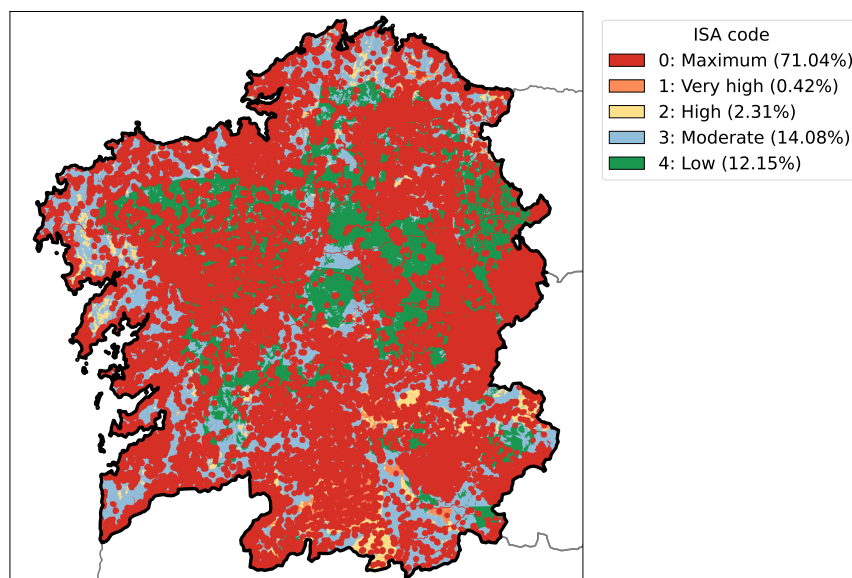 ISA code
0: Maximum (71.04%)
1: Very high (0.42%)
2: High (2.31%)
3: Moderate (14.08%)
4: Low (12.15%)